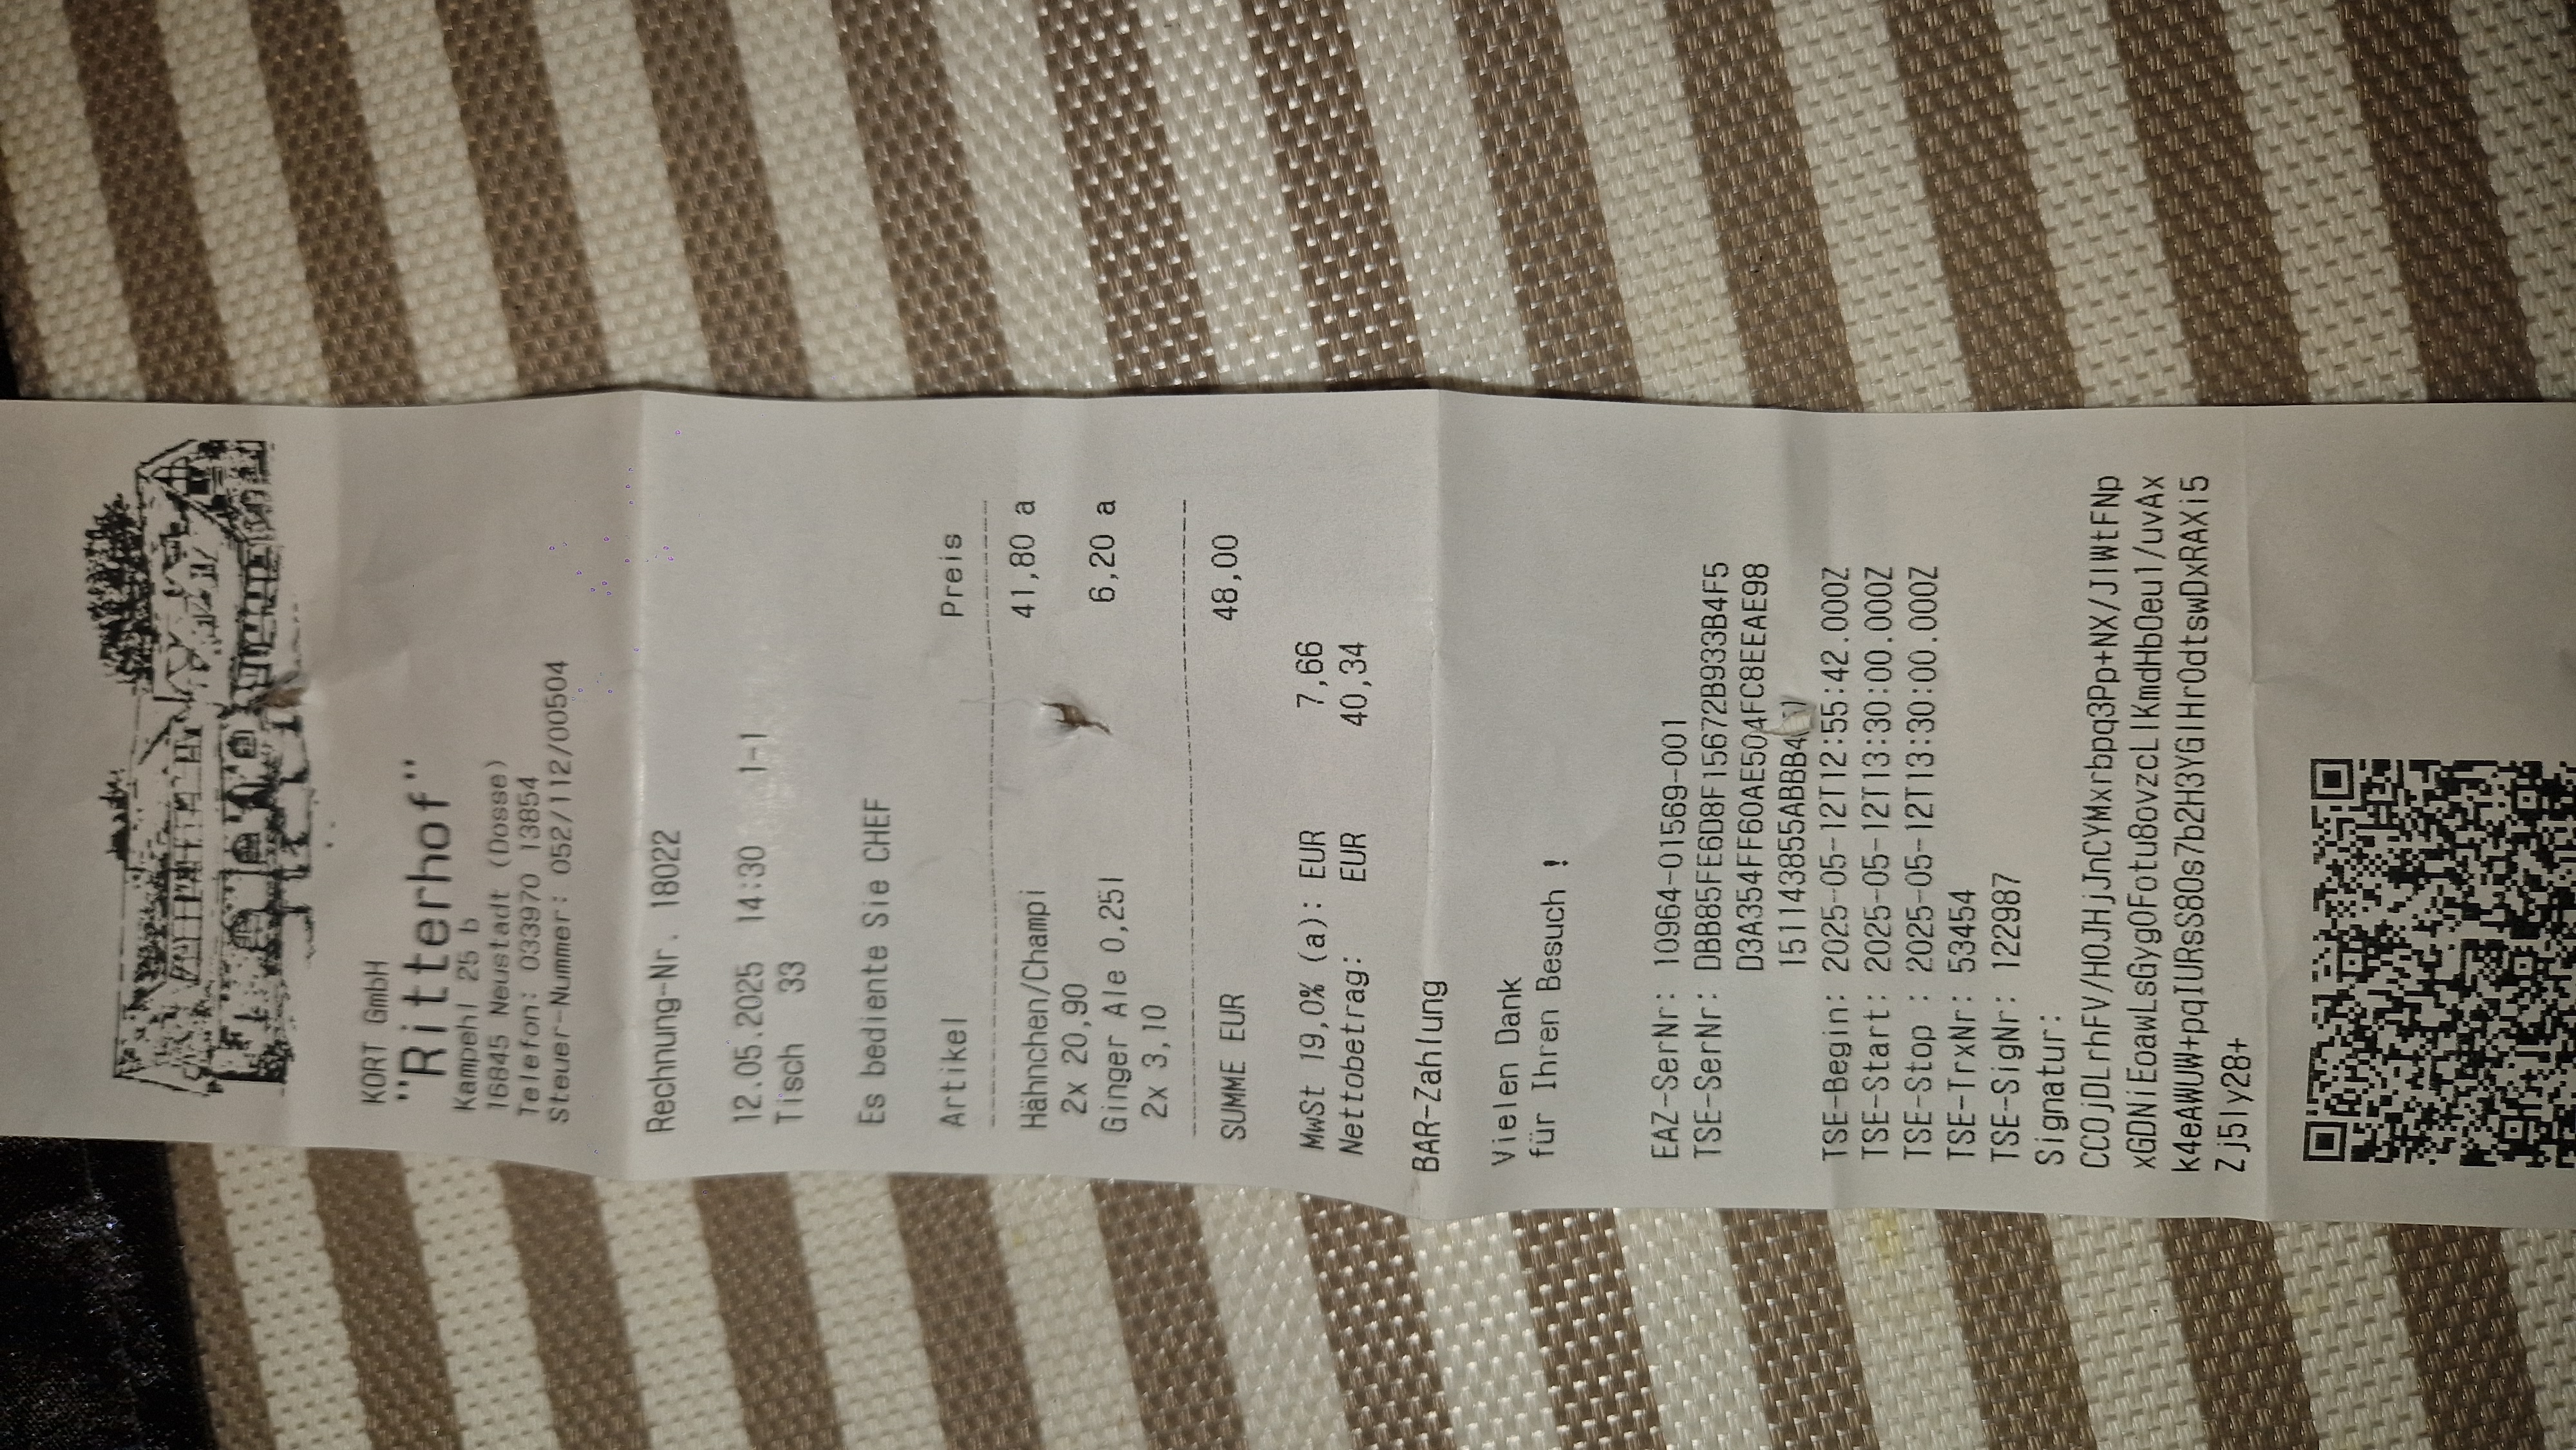 KORT GmbH
"Ritterhof"
Kampehl 25 b
16845 Neustadt (Dosse)
Telefon: 033970 13854
Steuer-Nummer: 052/112/00504
Rechnung-Nr. 18022
12.05.2025 14:30 1-1
Tisch 33
Es bediente Sie CHEF
Artikel Preis
Hähnchen/Champi 41,80 a
2x 20,90
Ginger Ale 0,25l 6,20 a
2x 3,10
SUMME EUR 48,00
MwSt 19,0% (a): EUR 7,66
Nettobetrag: EUR 40,34
BAR-Zahlung
Vielen Dank
für Ihren Besuch !
EAZ-SerNr: 10964-01569-001
TSE-SerNr: DBB85FE6D8F15672B933B4F5
D3A354FF60AE504FC8EEAE98
TSE-Begin: 2025-05-12T12:55:42.000Z
TSE-Start: 2025-05-12T13:30:00.000Z
TSE-Stop : 2025-05-12T13:30:00.000Z
TSE-TrxNr: 53454
TSE-SigNr: 122987
Signatur:
CCOjDLrhFV/HOJHjJnCYMxrbpq3Pp+NX/JIWtFNp
xGDNiEoawLsGyg0Fotu8ovzcLIKmdHb0eu1/uvAx
k4eAWUW+pqIURsS80s7b2H3YGIHrOdtswDxRAXi5
Zj5ly28+